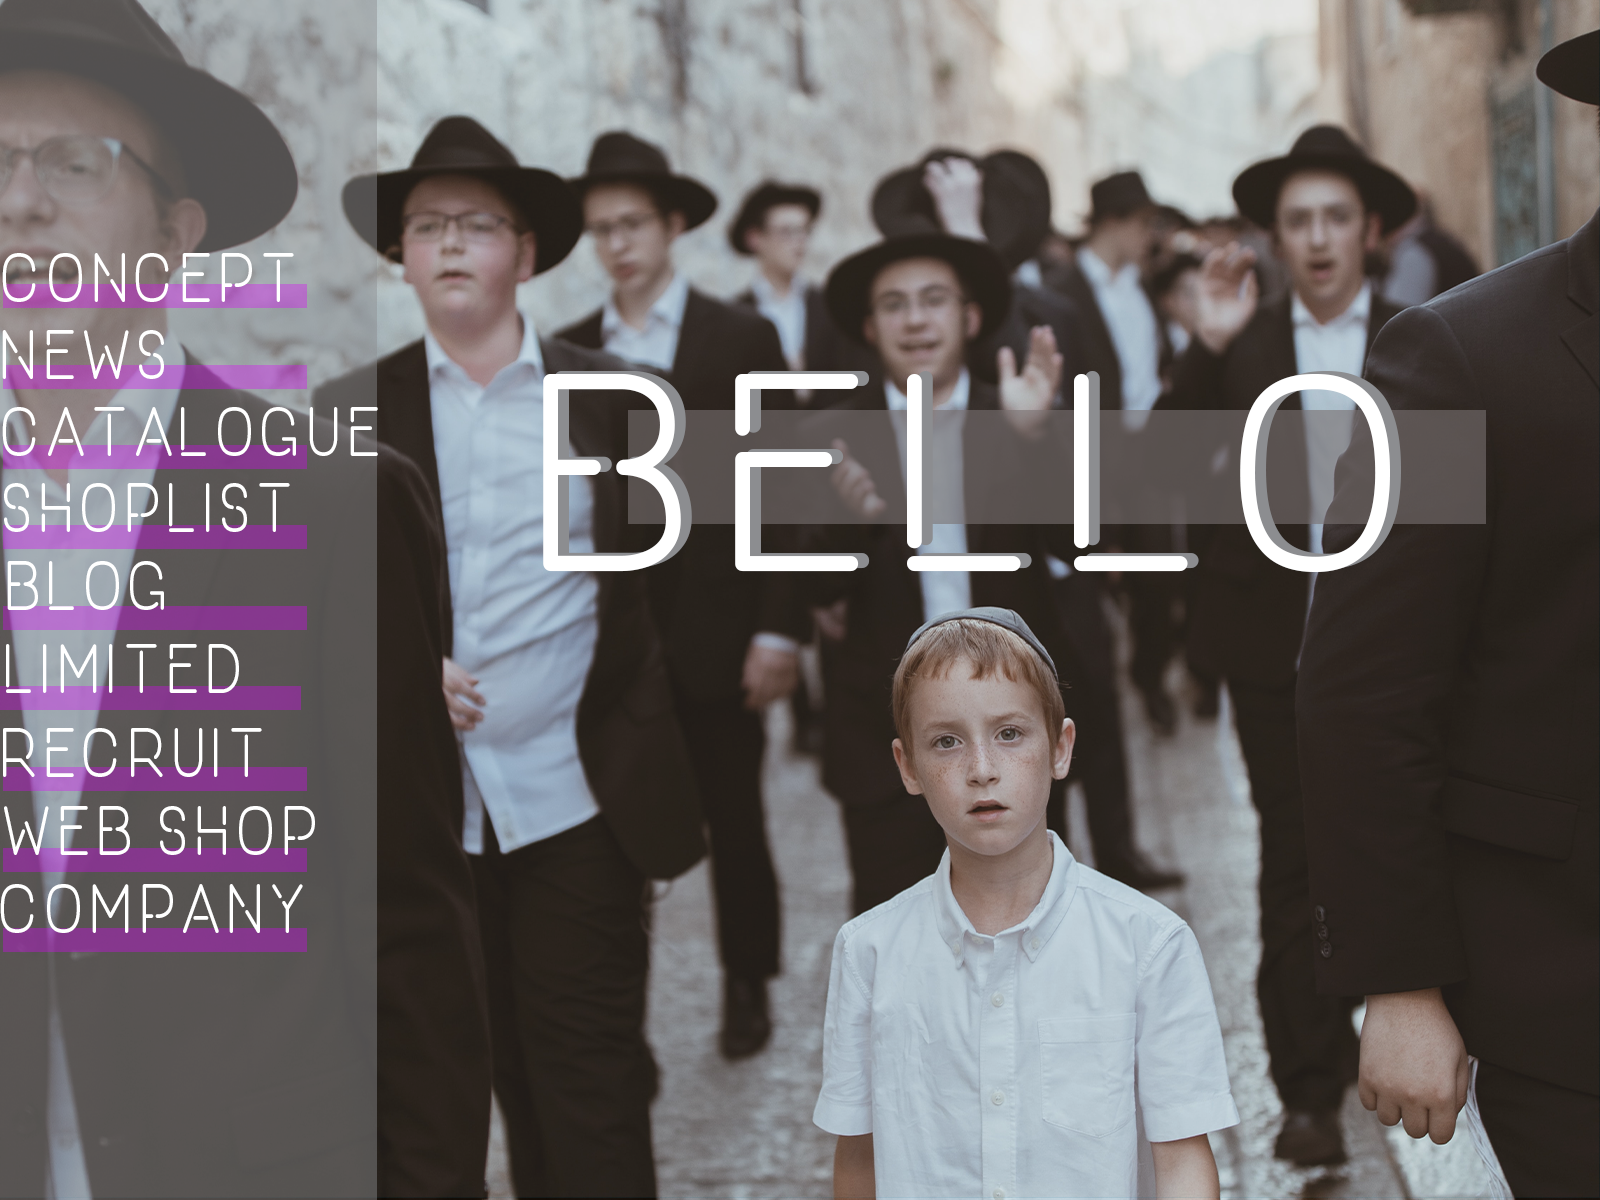 CONCEPT
NEWS
CATALOGUE
SHOPLIST
BLOG
LIMITED
RECRUIT
WEB SHOP
COMPANY
BELLO